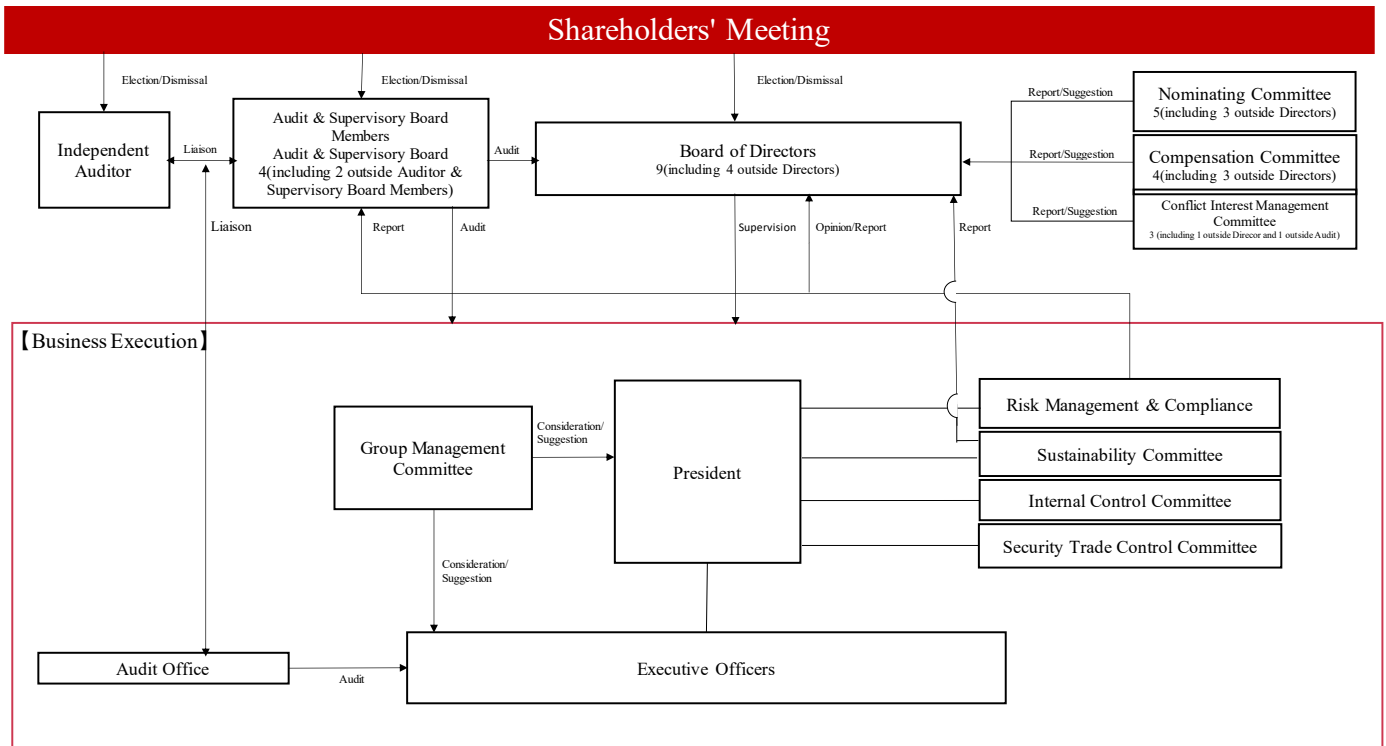 Shareholders' Meeting
Election/Dismissal
Election/Dismissal
Election/Dismissal
Independent
Auditor
Liaison
Audit & Supervisory Board
Members
Audit & Supervisory Board
4(including 2 outside Auditor &
Supervisory Board Members)
Audit
Board of Directors
9(including 4 outside Directors)
Report/Suggestion
Nominating Committee
5(including 3 outside Directors)
Report/Suggestion
Compensation Committee
4(including 3 outside Directors)
Report/Suggestion
Conflict Interest Management
Committee
3 (including 1 outside Direcor and 1 outside Audit)
Liaison
Report
Audit
Supervision
Opinion/Report
Report
【Business Execution】
Group Management
Committee
Consideration/
Suggestion
President
Risk Management & Compliance
Sustainability Committee
Internal Control Committee
Security Trade Control Committee
Consideration/
Suggestion
Audit Office
Audit
Executive Officers